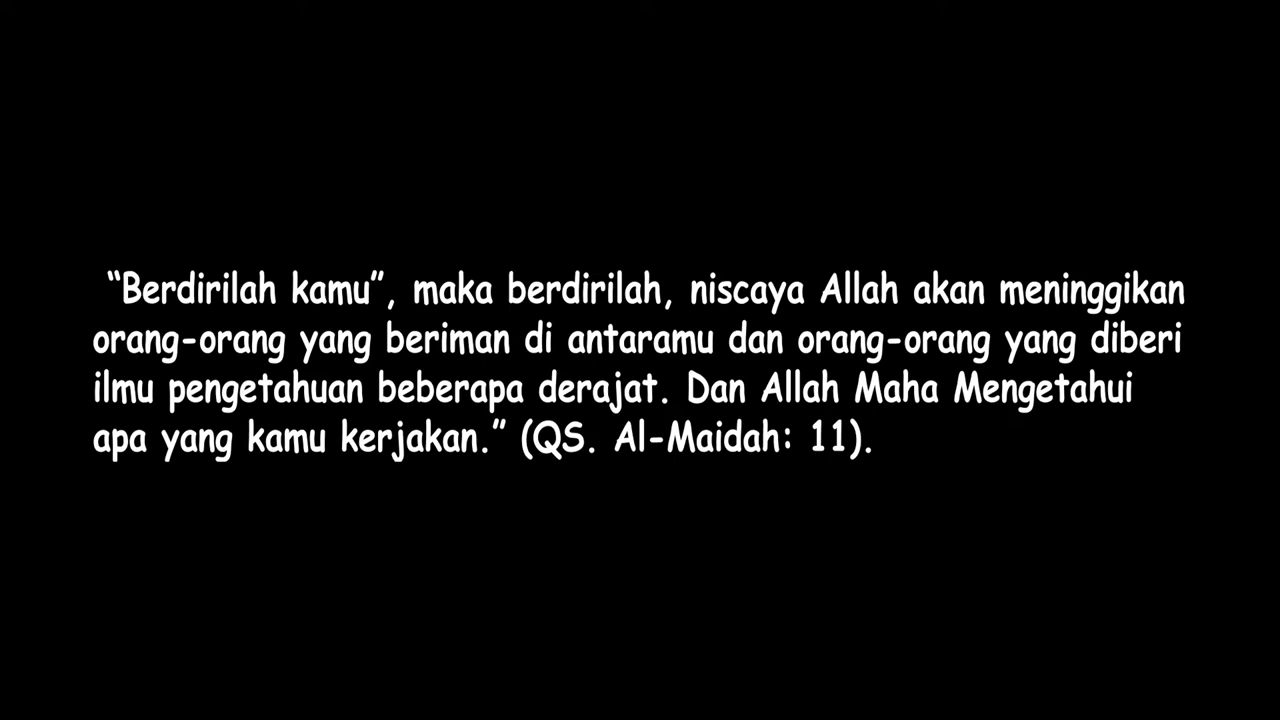 “Berdirilah kamu”, maka berdirilah, niscaya Allah akan meninggikan
orang-orang yang beriman di antaramu dan orang-orang yang diberi
ilmu pengetahuan beberapa derajat. Dan Allah Maha Mengetahui
apa yang kamu kerjakan.” (QS. Al-Maidah: 11).